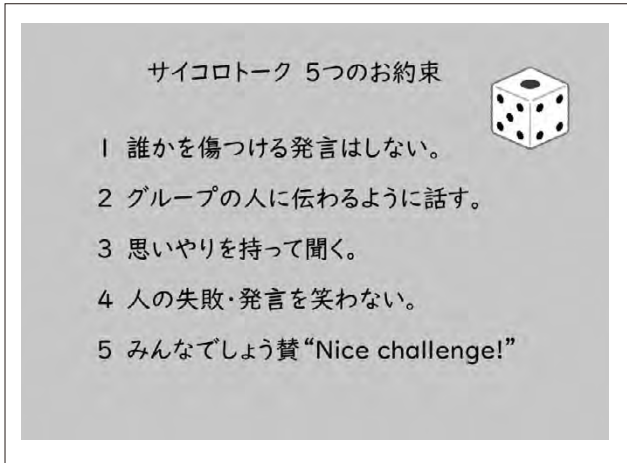 サイコロトーク 5つのお約束
1 誰かを傷つける発言はしない。
2 グループの人に伝わるように話す。
3 思いやりを持って聞く。
4 人の失敗・発言を笑わない。
5 みんなでしょう賛“Nice challenge!”